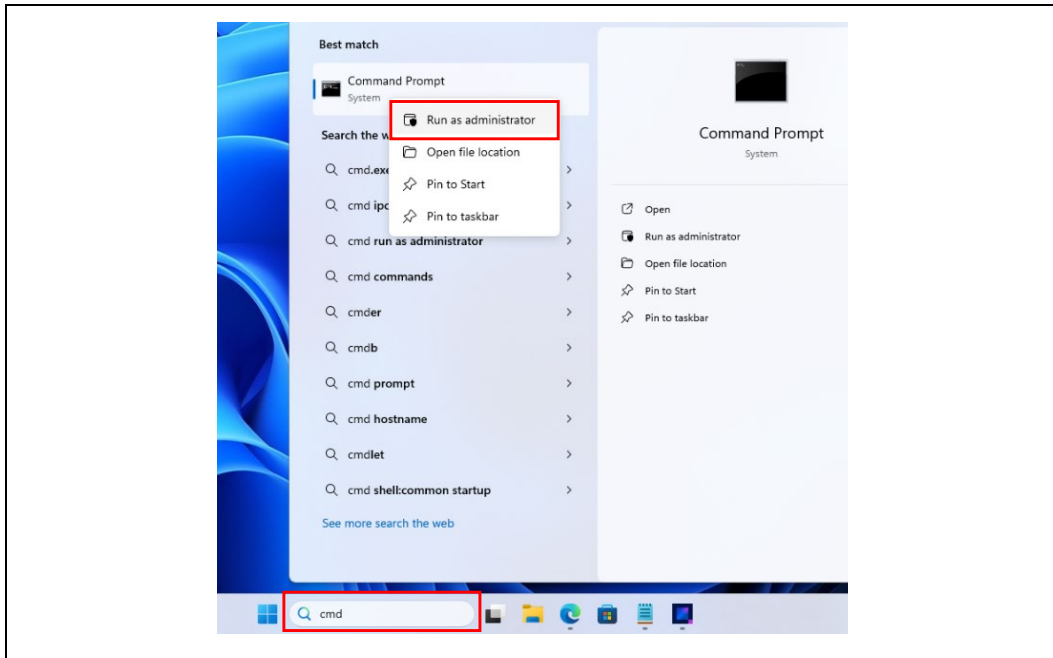 Best match
Command Prompt
System
Run as administrator
Open file location
Pin to Start
Pin to taskbar
Search the w
cmd.exe
cmd ipc
cmd run as administrator
cmd commands
cmder
cmdb
cmd prompt
cmd hostname
cmdlet
cmd shell:common startup
See more search the web
Command Prompt
System
Open
Run as administrator
Open file location
Pin to Start
Pin to taskbar
cmd